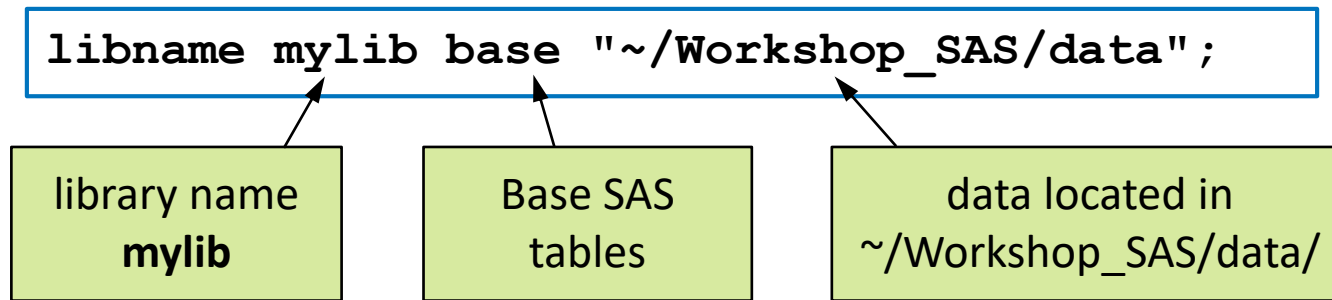 libname mylib base "~/Workshop_SAS/data";
library name
mylib
Base SAS
tables
data located in
~/Workshop_SAS/data/